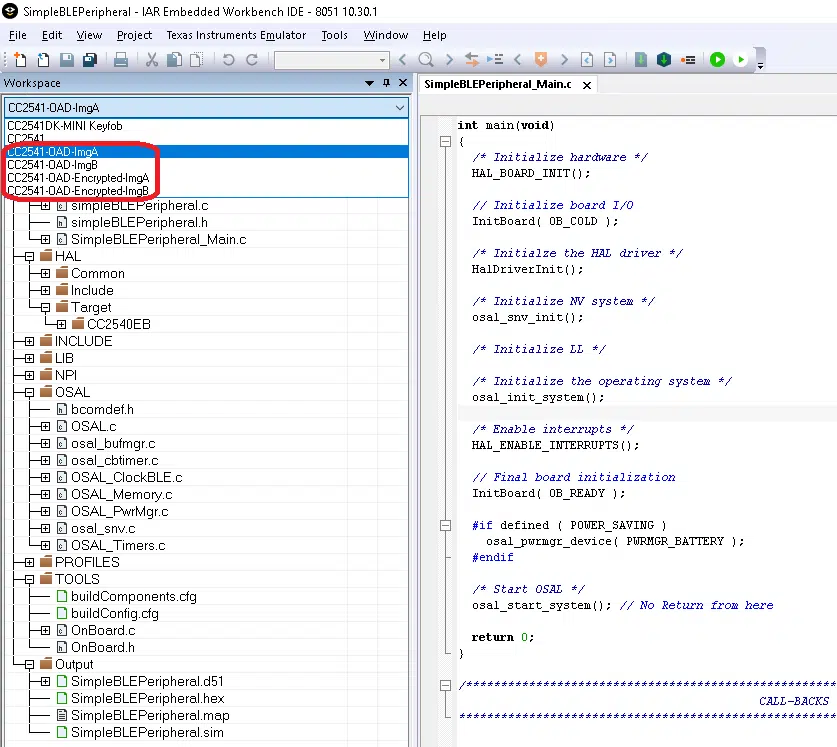 SimpleBLEPeripheral - IAR Embedded Workbench IDE - 8051 10.30.1
File Edit View Project Texas Instruments Emulator Tools Window Help
Workspace
CC2541-OAD-ImgA
CC2541DK-MINI Keyfob
CC2541
CC2541-OAD-ImgA
CC2541-OAD-ImgB
CC2541-OAD-Encrypted-ImgA
CC2541-OAD-Encrypted-ImgB
simpleBLEPeripheral.c
simpleBLEPeripheral.h
SimpleBLEPeripheral_Main.c
HAL
Common
Include
Target
CC2540EB
INCLUDE
LIB
NPI
OSAL
bcomdef.h
OSAL.c
osal_bufmgr.c
osal_cbtimer.c
OSAL_ClockBLE.c
OSAL_Memory.c
OSAL_PwrMgr.c
osal_snv.c
OSAL_Timers.c
PROFILES
TOOLS
buildComponents.cfg
buildConfig.cfg
OnBoard.c
OnBoard.h
Output
SimpleBLEPeripheral.d51
SimpleBLEPeripheral.hex
SimpleBLEPeripheral.map
SimpleBLEPeripheral.sim
SimpleBLEPeripheral_Main.c
int main(void)
{
/* Initialize hardware */
HAL_BOARD_INIT();
// Initialize board I/O
InitBoard( OB_COLD );
/* Initialze the HAL driver */
HalDriverInit();
/* Initialize NV system */
osal_snv_init();
/* Initialize LL */
/* Initialize the operating system */
osal_init_system();
/* Enable interrupts */
HAL_ENABLE_INTERRUPTS();
// Final board initialization
InitBoard( OB_READY );
#if defined ( POWER_SAVING )
osal_pwrmgr_device( PWRMGR_BATTERY );
#endif
/* Start OSAL */
osal_start_system(); // No Return from here
return 0;
}
/**************************************************
CALL-BACKS
***************************************************